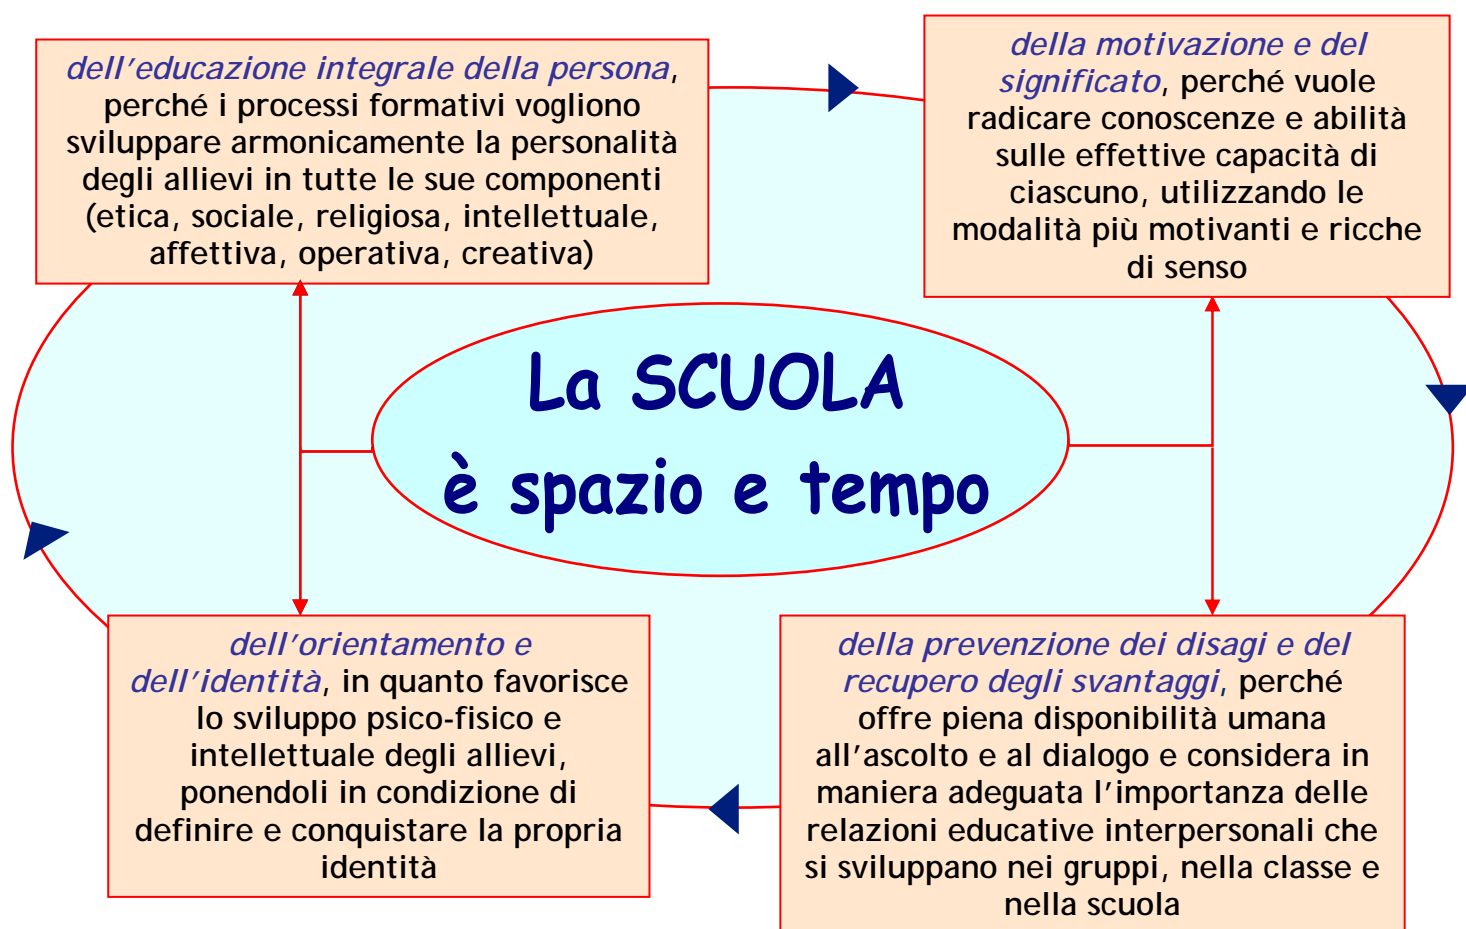 dell'educazione integrale della persona,
perché i processi formativi vogliono
sviluppare armonicamente la personalità
degli allievi in tutte le sue componenti
(etica, sociale, religiosa, intellettuale,
affettiva, operativa, creativa)
della motivazione e del
significato, perché vuole
radicare conoscenze e abilità
sulle effettive capacità di
ciascuno, utilizzando le
modalità più motivanti e ricche
di senso
La SCUOLA
è spazio e tempo
dell'orientamento e
dell'identità, in quanto favorisce
lo sviluppo psico-fisico e
intellettuale degli allievi,
ponendoli in condizione di
definire e conquistare la propria
identità
della prevenzione dei disagi e del
recupero degli svantaggi, perché
offre piena disponibilità umana
all'ascolto e al dialogo e considera in
maniera adeguata l'importanza delle
relazioni educative interpersonali che
si sviluppano nei gruppi, nella classe e
nella scuola